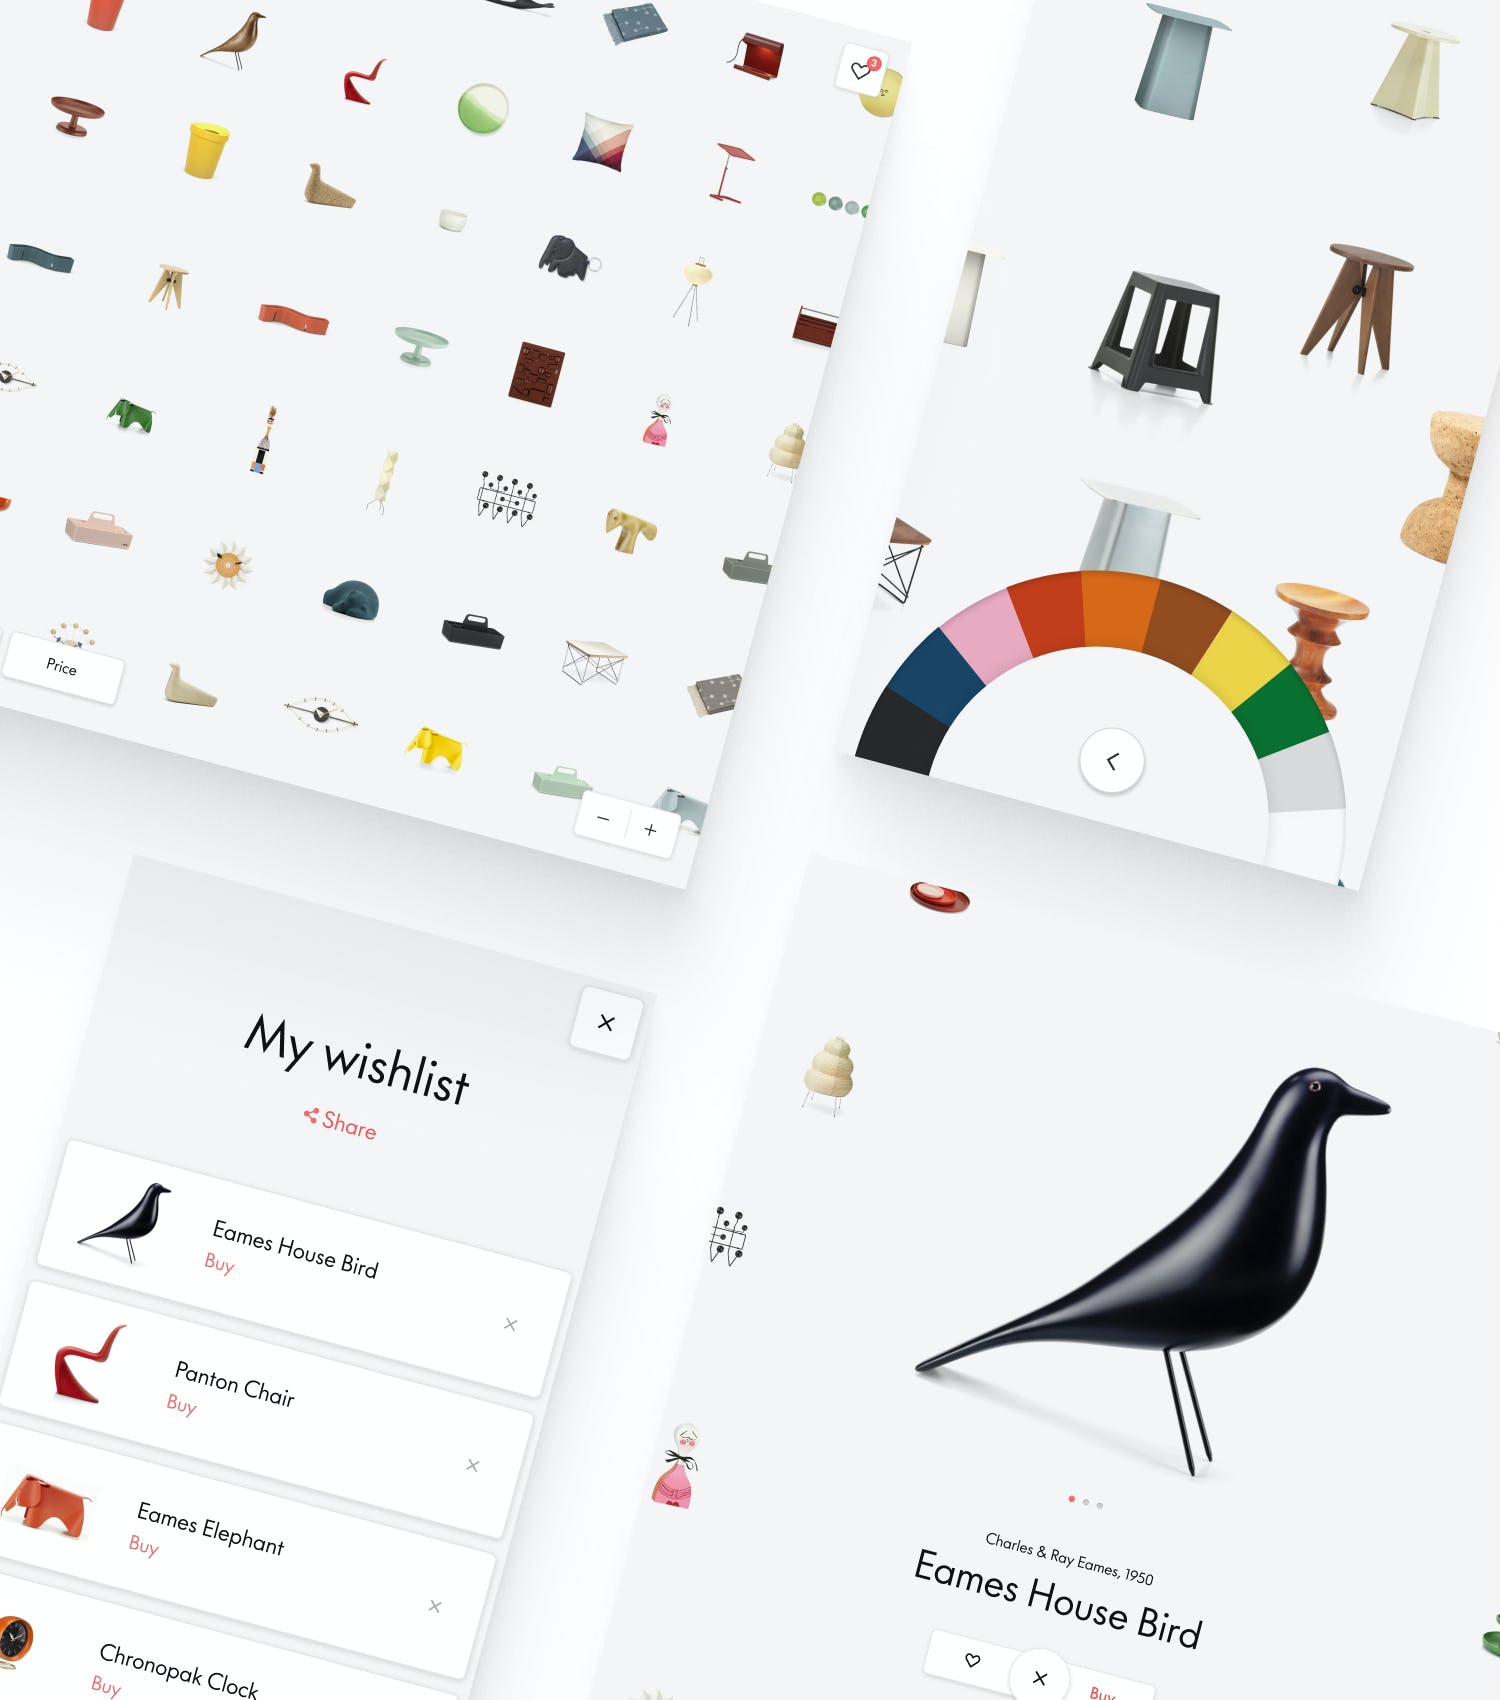 3
Price
− +
My wishlist
Share
Eames House Bird
Buy
Panton Chair
Buy
Eames Elephant
Buy
Chronopak Clock
Buy
Charles & Ray Eames, 1950
Eames House Bird
Buy